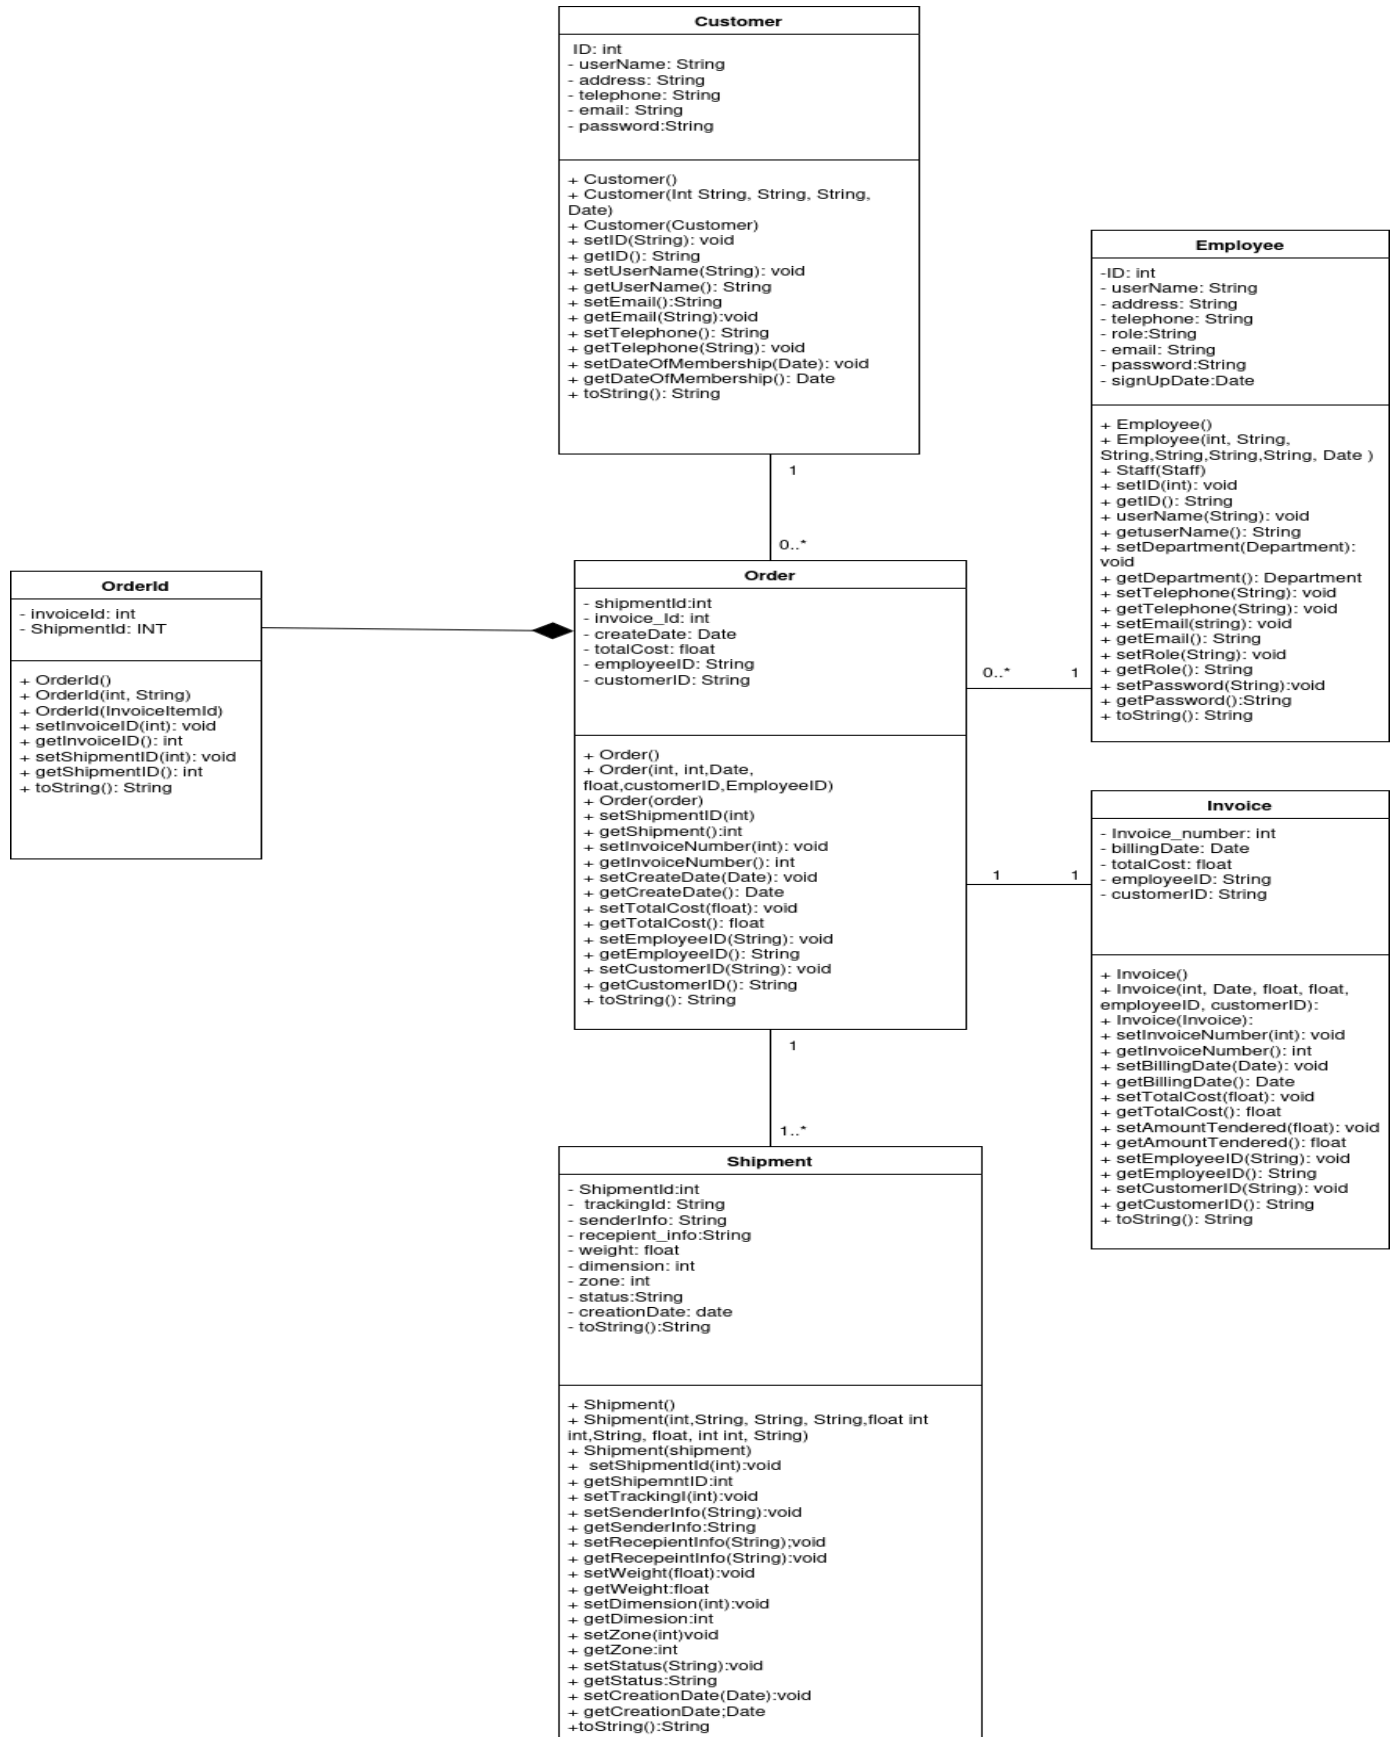 Customer
ID: int
- userName: String
- address: String
- telephone: String
- email: String
- password:String
+ Customer()
+ Customer(Int String, String, String,
Date)
+ Customer(Customer)
+ setID(String): void
+ getID(): String
+ setUserName(String): void
+ getUserName(): String
+ setEmail():String
+ getEmail(String):void
+ setTelephone(): String
+ getTelephone(String): void
+ setDateOfMembership(Date): void
+ getDateOfMembership(): Date
+ toString(): String
1
0..*
Employee
-ID: int
- userName: String
- address: String
- telephone: String
- role:String
- email: String
- password:String
- signUpDate:Date
+ Employee()
+ Employee(int, String,
String,String,String,String, Date )
+ Staff(Staff)
+ setID(int): void
+ getID(): String
+ userName(String): void
+ getuserName(): String
+ setDepartment(Department):
void
+ getDepartment(): Department
+ setTelephone(String): void
+ getTelephone(String): void
+ setEmail(string): void
+ getEmail(): String
+ setRole(String): void
+ getRole(): String
+ setPassword(String):void
+ getPassword():String
+ toString(): String
OrderId
- invoiceId: int
- ShipmentId: INT
+ OrderId()
+ OrderId(int, String)
+ OrderId(InvoiceItemId)
+ setInvoiceID(int): void
+ getInvoiceID(): int
+ setShipmentID(int): void
+ getShipmentID(): int
+ toString(): String
Order
- shipmentId:int
- invoice_Id: int
- createDate: Date
- totalCost: float
- employeeID: String
- customerID: String
+ Order()
+ Order(int, int,Date,
float,customerID,EmployeeID)
+ Order(order)
+ setShipmentID(int)
+ getShipment():int
+ setInvoiceNumber(int): void
+ getInvoiceNumber(): int
+ setCreateDate(Date): void
+ getCreateDate(): Date
+ setTotalCost(float): void
+ getTotalCost(): float
+ setEmployeeID(String): void
+ getEmployeeID(): String
+ setCustomerID(String): void
+ getCustomerID(): String
+ toString(): String
0..*
1
1
1
Invoice
- Invoice_number: int
- billingDate: Date
- totalCost: float
- employeeID: String
- customerID: String
+ Invoice()
+ Invoice(int, Date, float, float,
employeeID, customerID):
+ Invoice(Invoice):
+ setInvoiceNumber(int): void
+ getInvoiceNumber(): int
+ setBillingDate(Date): void
+ getBillingDate(): Date
+ setTotalCost(float): void
+ getTotalCost(): float
+ setAmountTendered(float): void
+ getAmountTendered(): float
+ setEmployeeID(String): void
+ getEmployeeID(): String
+ setCustomerID(String): void
+ getCustomerID(): String
+ toString(): String
1
1..*
Shipment
- ShipmentId:int
- trackingId: String
- senderInfo: String
- recepient_info:String
- weight: float
- dimension: int
- zone: int
- status:String
- creationDate: date
- toString():String
+ Shipment()
+ Shipment(int,String, String, String,float int
int,String, float, int int, String)
+ Shipment(shipment)
+ setShipmentId(int):void
+ getShipemntID:int
+ setTrackingI(int):void
+ setSenderInfo(String):void
+ getSenderInfo:String
+ setRecepientInfo(String);void
+ getRecepeintInfo(String):void
+ setWeight(float):void
+ getWeight:float
+ setDimension(int):void
+ getDimesion:int
+ setZone(int)void
+ getZone:int
+ setStatus(String):void
+ getStatus:String
+ setCreationDate(Date):void
+ getCreationDate;Date
+toString():String